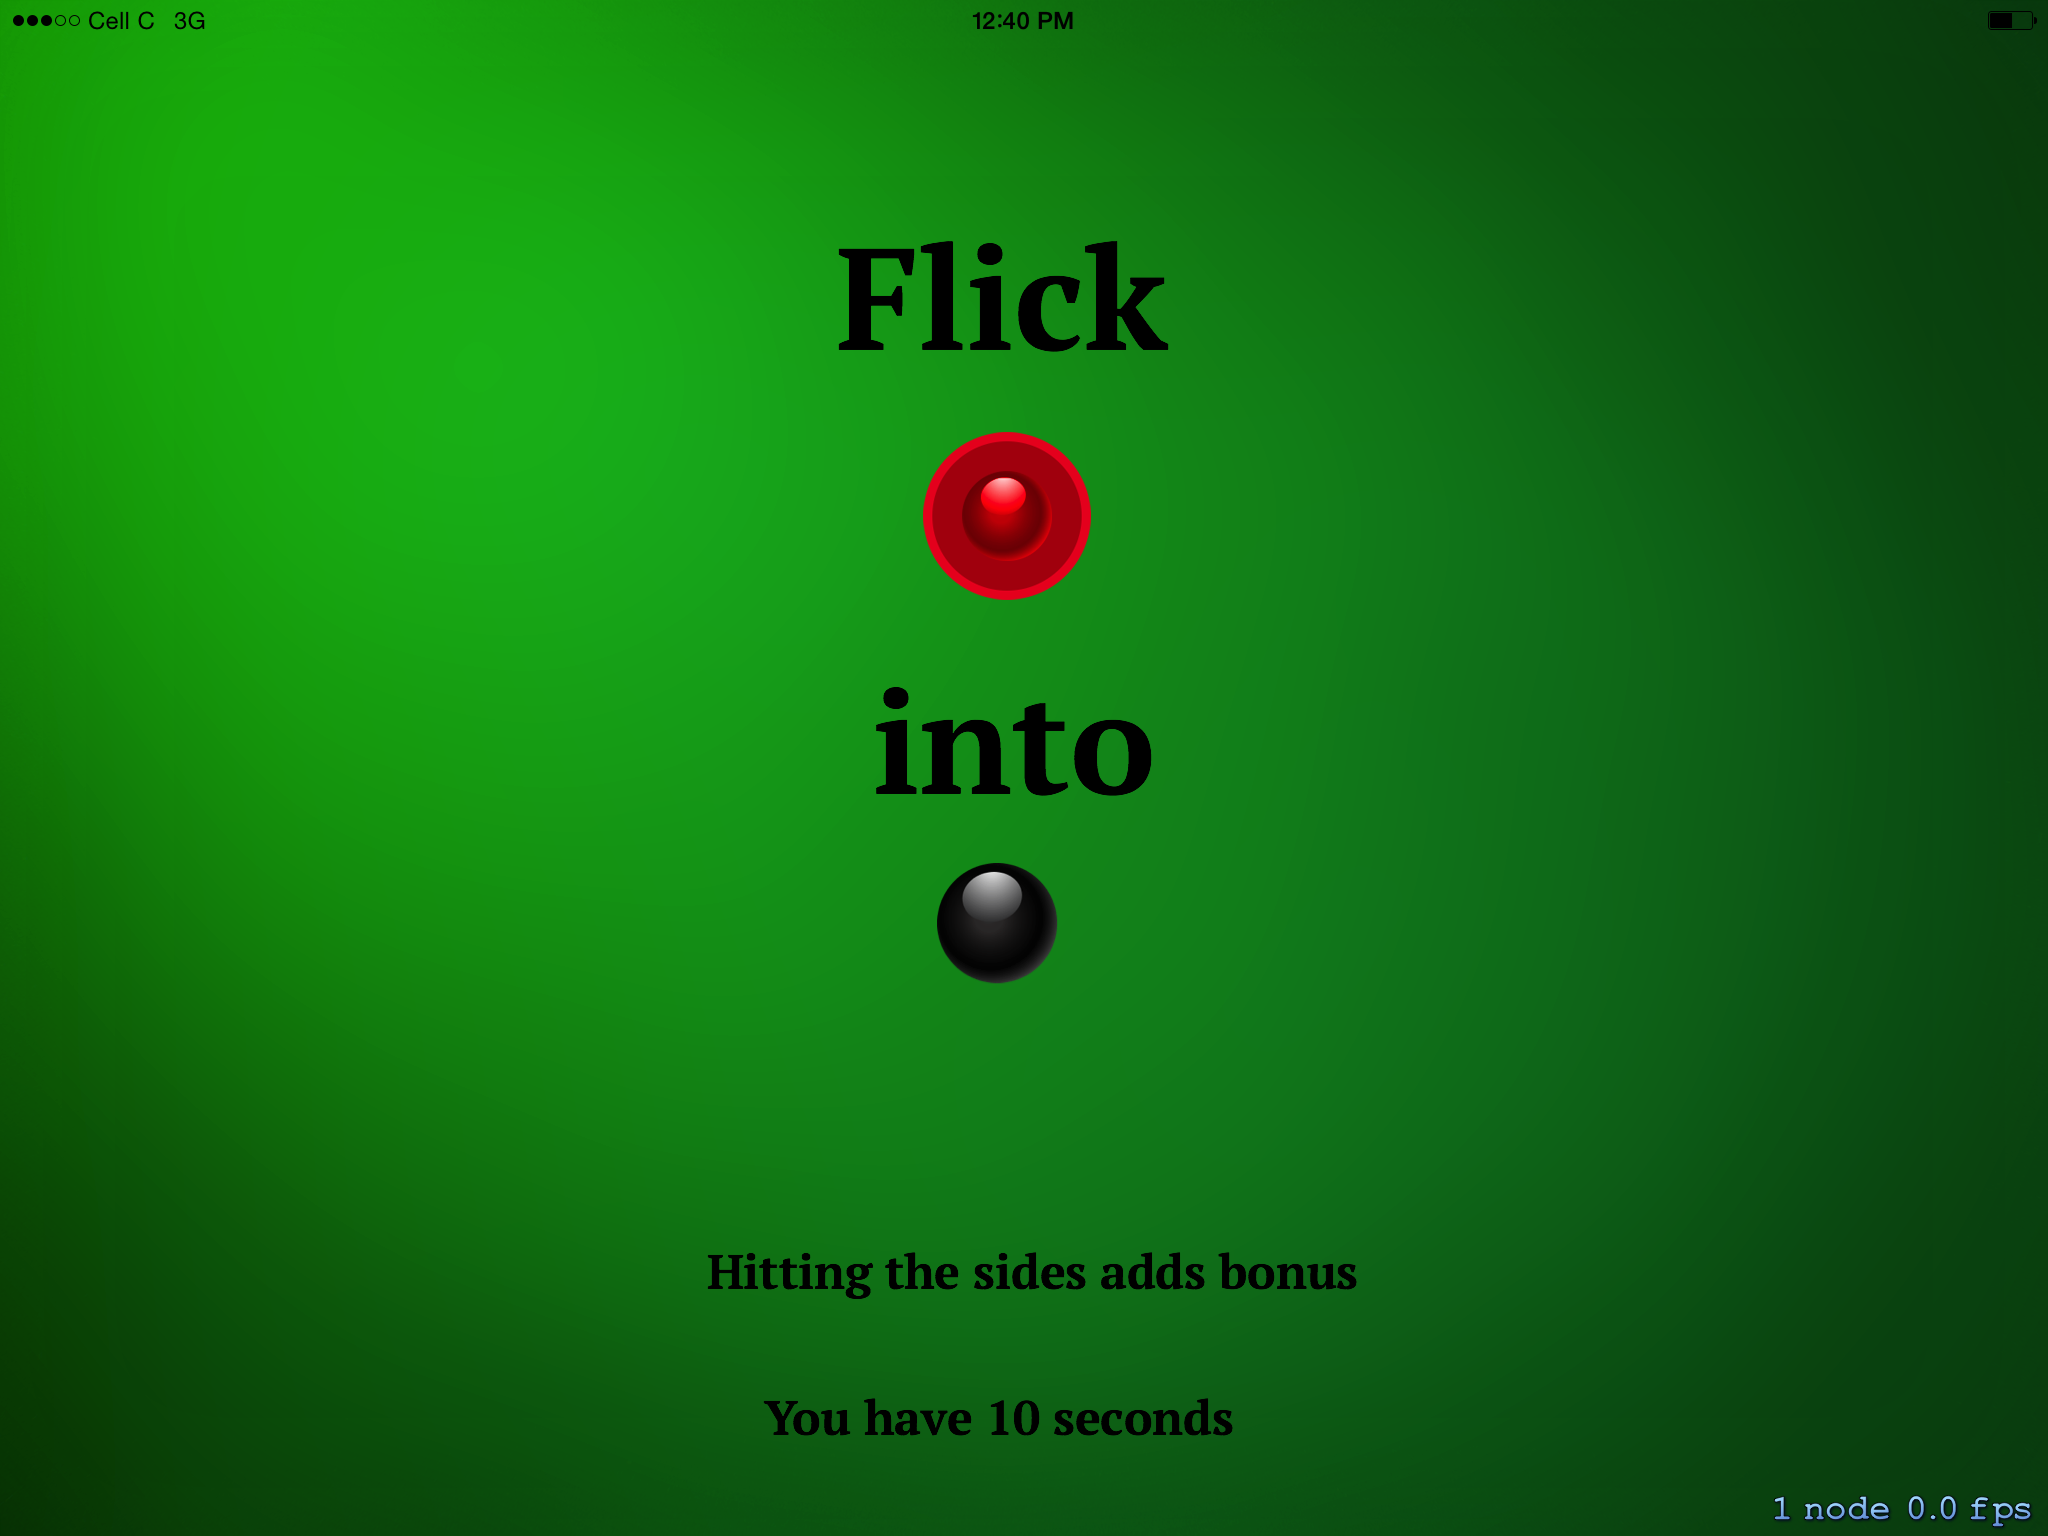 Cell C 3G 12:40 PM
Flick
into
Hitting the sides adds bonus
You have 10 seconds
1 node 0.0 fps